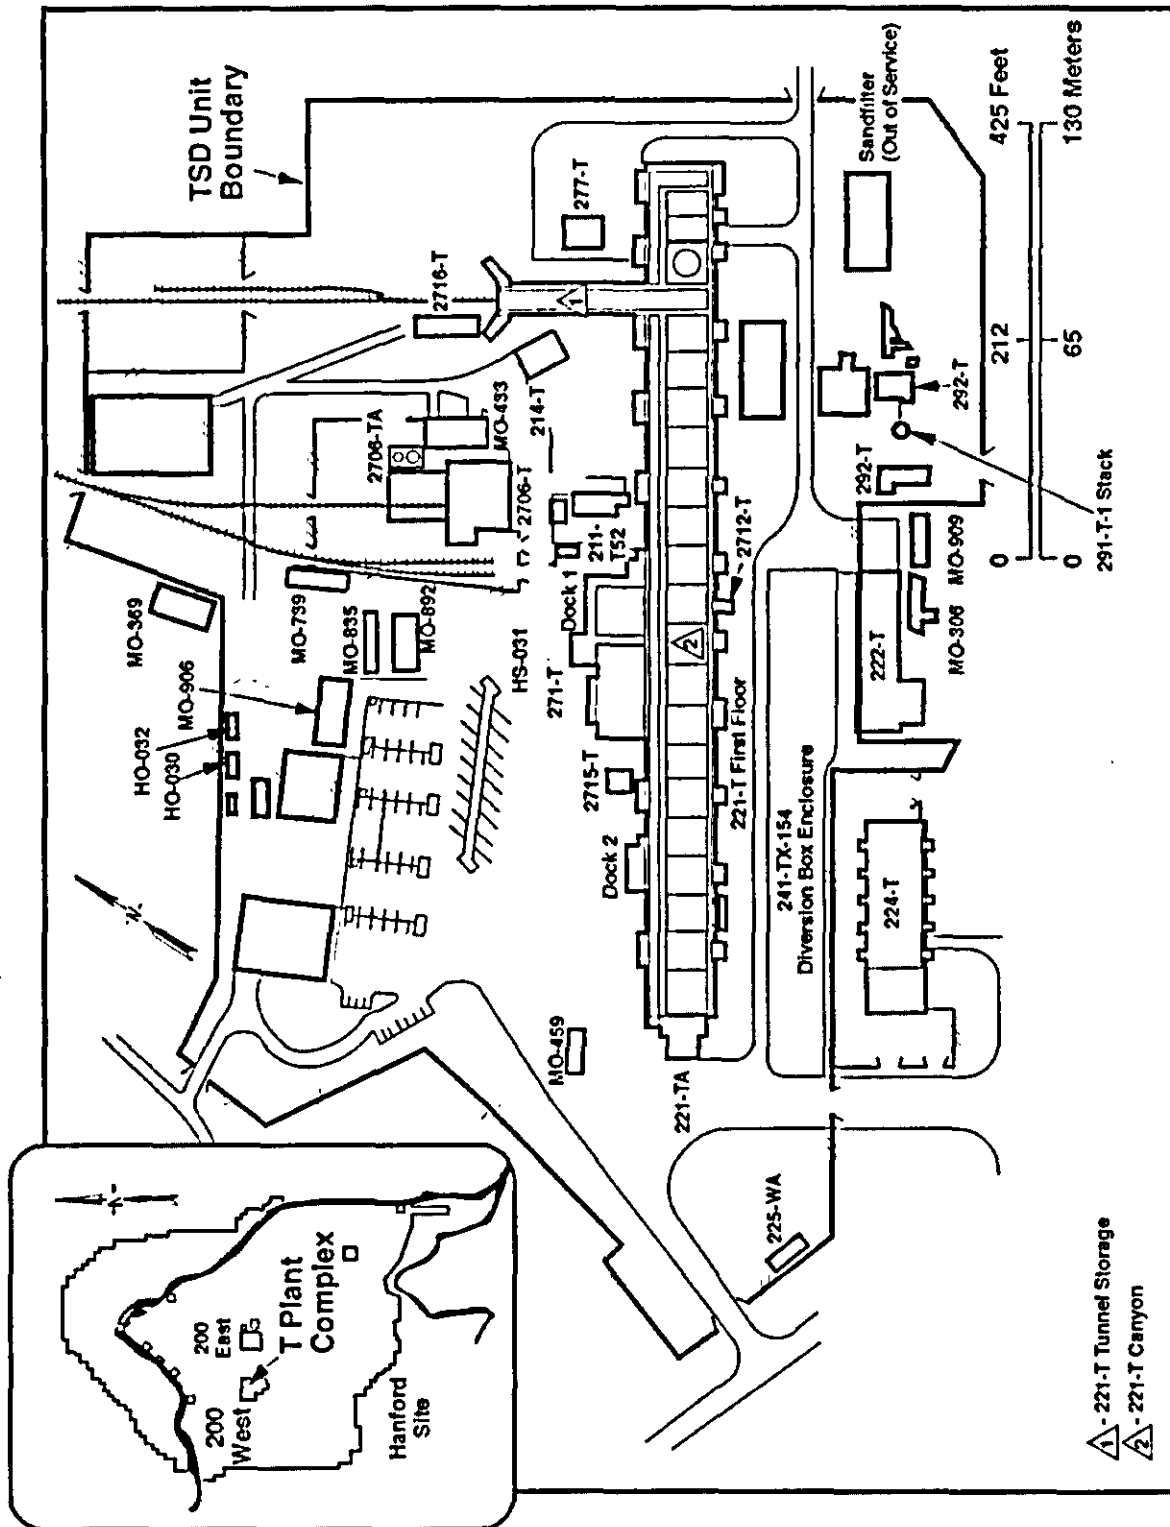 -N-
200
East
200
West
T Plant
Complex
Hanford
Site
-N-
HO-032
HO-030
MO-906
MO-369
MO-739
MO-835
MO-892
HS-031
TSD Unit
Boundary
2716-T
277-T
2706-TA
MO-433
2706-T
214-T
211-
T52
Dock 1
271-T
2715-T
Dock 2
MO-459
221-TA
1
2
2712-T
221-T First Floor
241-TX-154
Diversion Box Enclosure
225-WA
224-T
222-T
MO-306
MO-909
292-T
292-T
291-T-1 Stack
Sandfilter
(Out of Service)
0 212 425 Feet
0 65 130 Meters
1 - 221-T Tunnel Storage
2 - 221-T Canyon